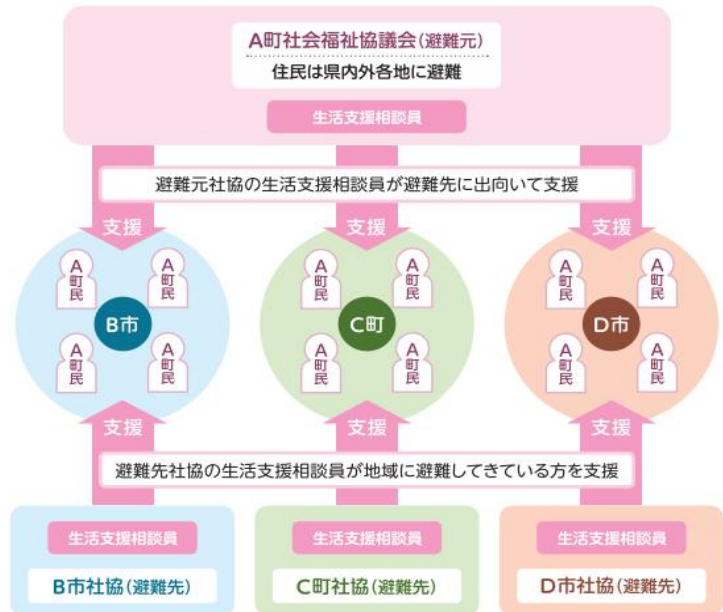 A町社会福祉協議会(避難元)
住民は県内外各地に避難
生活支援相談員
避難元社協の生活支援相談員が避難先に出向いて支援
支援 支援 支援
A町民 A町民 A町民 A町民 A町民 A町民
B市 C町 D市
A町民 A町民 A町民 A町民 A町民 A町民
支援 支援 支援
避難先社協の生活支援相談員が地域に避難してきている方を支援
生活支援相談員 生活支援相談員 生活支援相談員
B市社協(避難先) C町社協(避難先) D市社協(避難先)